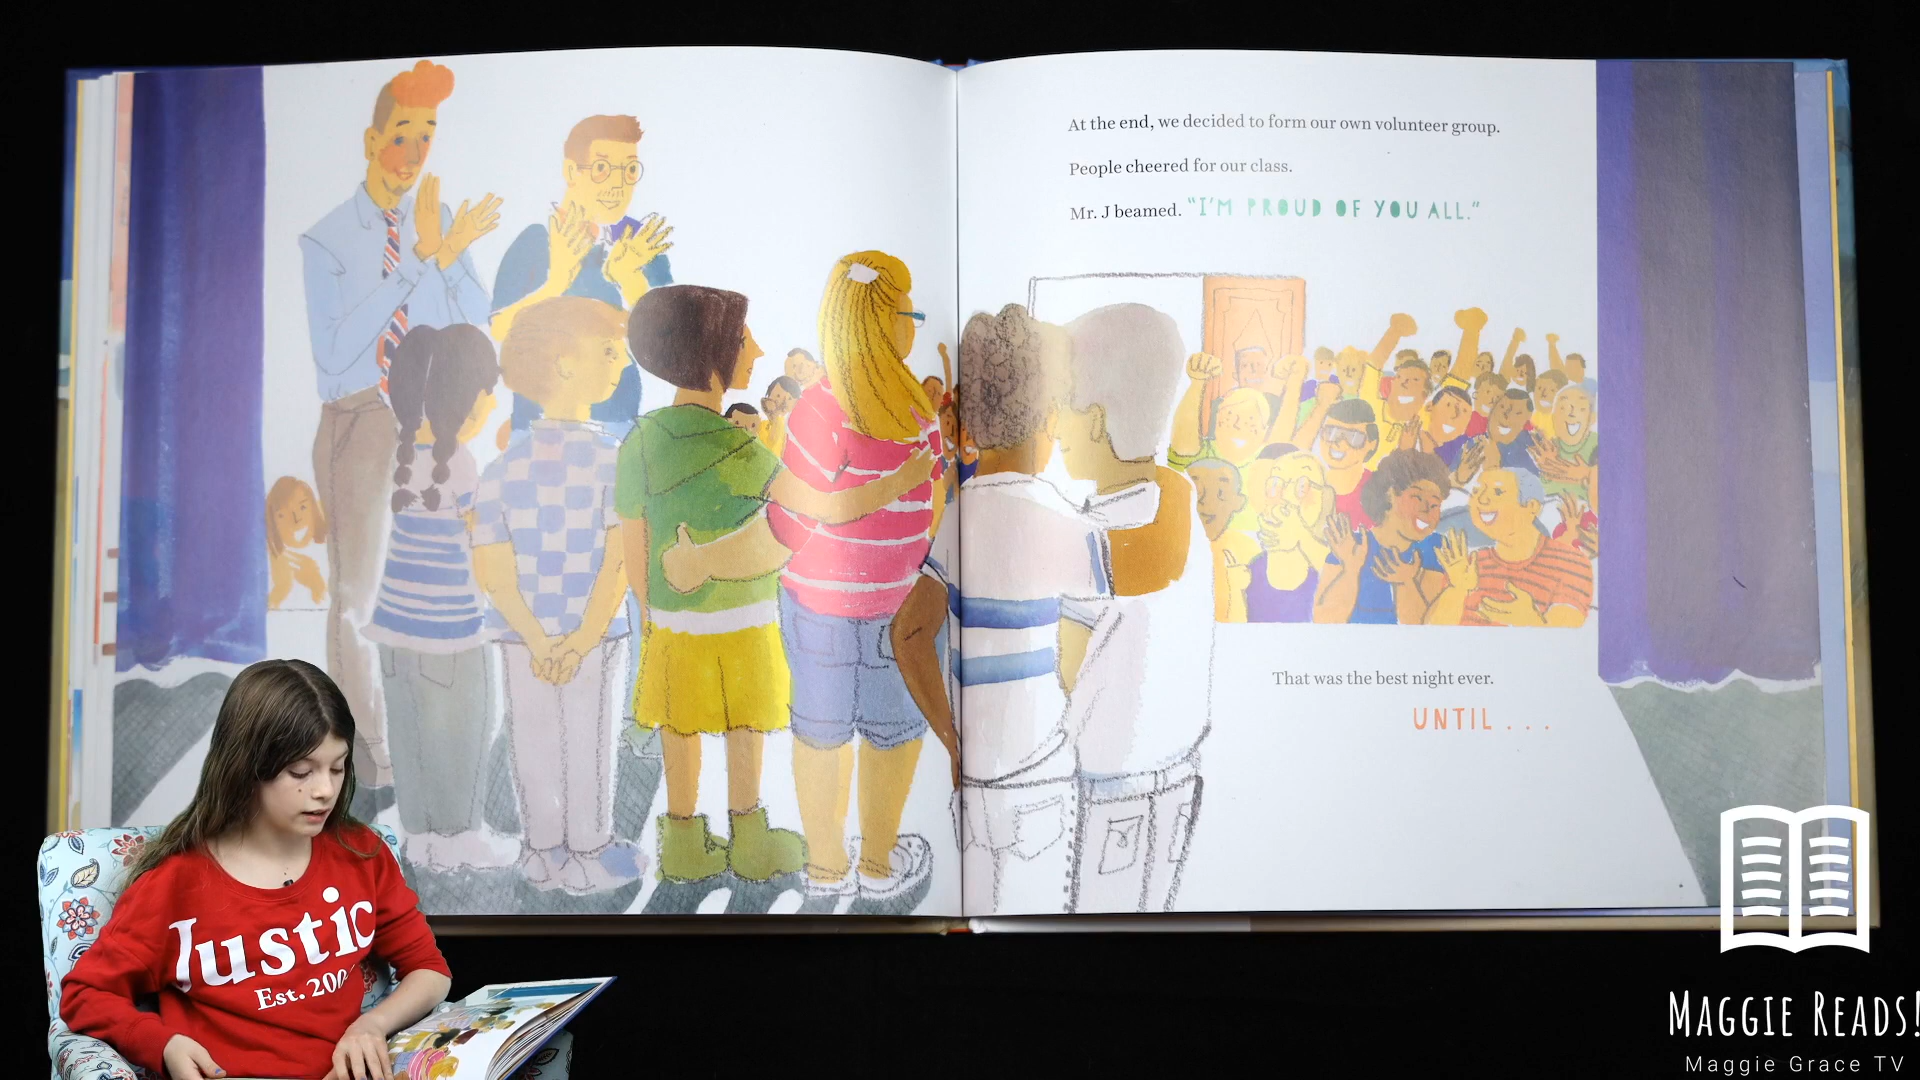 At the end, we decided to form our own volunteer group.
People cheered for our class.
Mr. J beamed. "I'M PROUD OF YOU ALL."
That was the best night ever.
UNTIL . . .
Justic
Est. 200
MAGGIE READS!
Maggie Grace TV